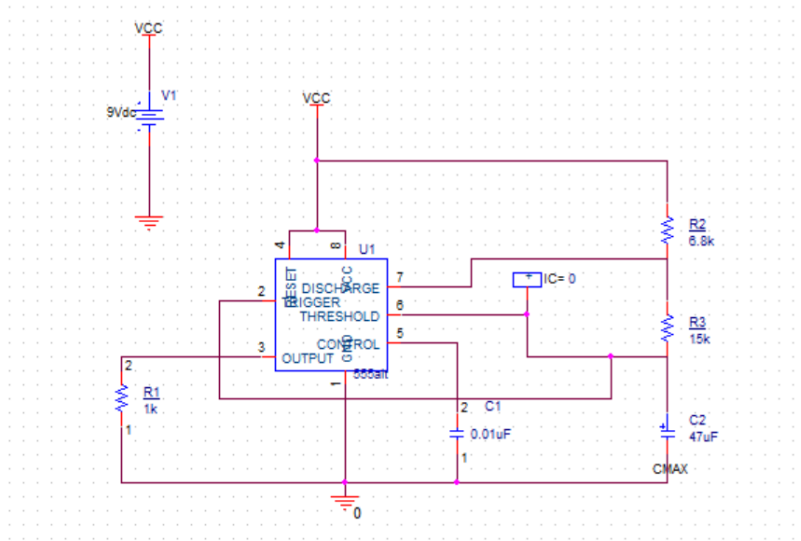 VCC
V1
9Vdc
VCC
4
8
U1
R2
6.8k
RESET
VCC
7
DISCHARGE
IC= 0
2
TRIGGER
6
THRESHOLD
R3
15k
5
CONTROL
3
OUTPUT
GND
555alt
2
1
R1
1k
2
C1
C2
0.01uF
47uF
1
1
CMAX
0